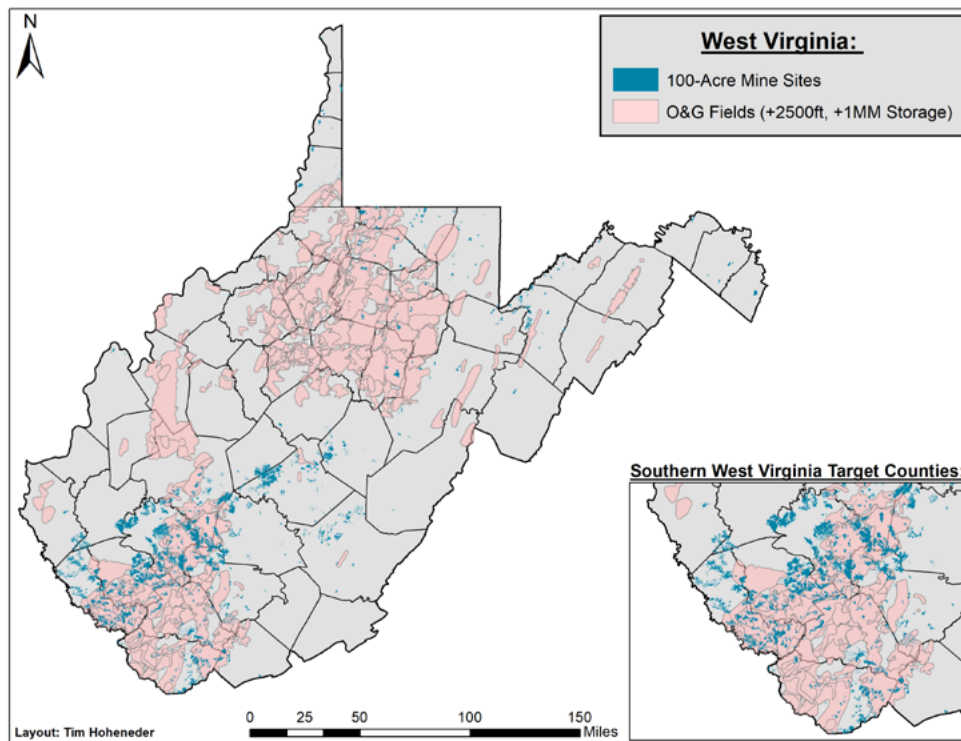 N
West Virginia:
100-Acre Mine Sites
O&G Fields (+2500ft, +1MM Storage)
Southern West Virginia Target Counties:
0 25 50 100 150
Miles
Layout: Tim Hoheneder